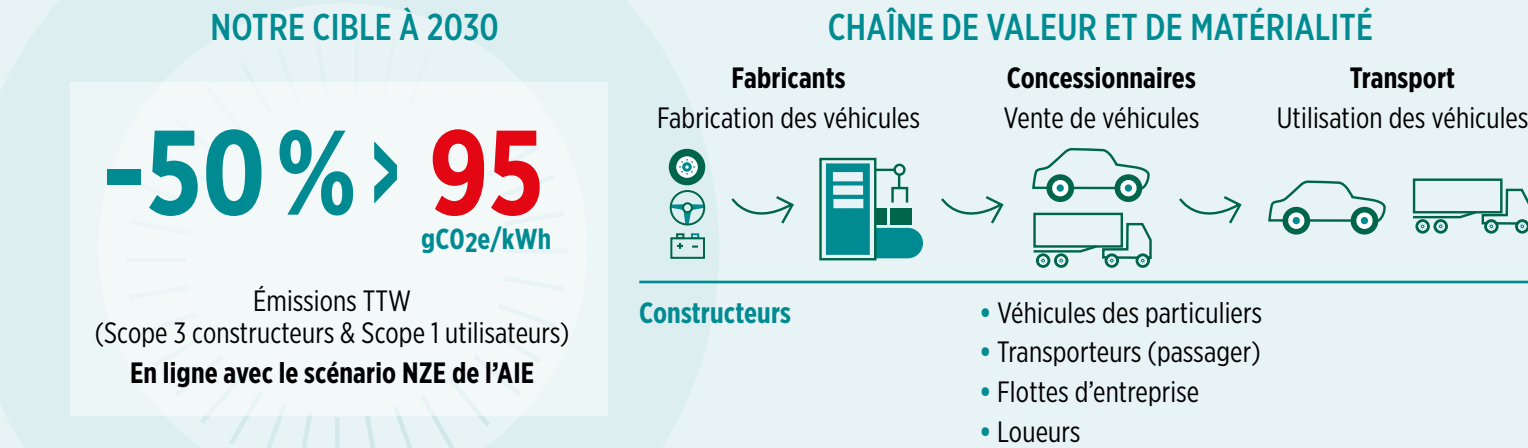 NOTRE CIBLE À 2030
-50 % > 95
gCO2e/kWh
Émissions TTW
(Scope 3 constructeurs & Scope 1 utilisateurs)
En ligne avec le scénario NZE de l’AIE
CHAÎNE DE VALEUR ET DE MATÉRIALITÉ
Fabricants
Fabrication des véhicules
Concessionnaires
Vente de véhicules
Transport
Utilisation des véhicules
Constructeurs
• Véhicules des particuliers
• Transporteurs (passager)
• Flottes d’entreprise
• Loueurs